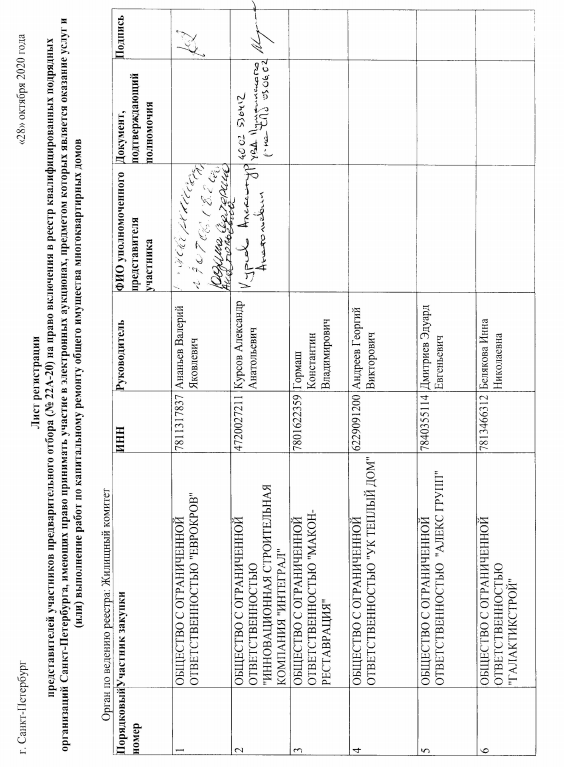 г. Санкт-Петербург
«28» октября 2020 года
Лист регистрации
представителей участников предварительного отбора (№ 22А-20) на право включения в реестр квалифицированных подрядных
организаций Санкт-Петербурга, имеющих право принимать участие в электронных аукционах, предметом которых является оказание услуг и
(или) выполнение работ по капитальному ремонту общего имущества многоквартирных домов
Орган по ведению реестра: Жилищный комитет
Порядковый номер
Участник закупки
ИНН
Руководитель
ФИО уполномоченного представителя участника
Документ, подтверждающий полномочия
Подпись
1
ОБЩЕСТВО С ОГРАНИЧЕННОЙ
ОТВЕТСТВЕННОСТЬЮ "ЕВРОКРОВ"
7811317837
Ананьев Валерий
Яковлевич
2
ОБЩЕСТВО С ОГРАНИЧЕННОЙ
ОТВЕТСТВЕННОСТЬЮ
"ИННОВАЦИОННАЯ СТРОИТЕЛЬНАЯ
КОМПАНИЯ "ИНТЕГРАЛ"
4720027211
Курсов Александр
Анатольевич
Курсов Александр
Анатольевич
3
ОБЩЕСТВО С ОГРАНИЧЕННОЙ
ОТВЕТСТВЕННОСТЬЮ "МАКОН-
РЕСТАВРАЦИЯ"
7801622359
Гормаш
Константин
Владимирович
4
ОБЩЕСТВО С ОГРАНИЧЕННОЙ
ОТВЕТСТВЕННОСТЬЮ "УК ТЕПЛЫЙ ДОМ"
6229091200
Андреев Георгий
Викторович
5
ОБЩЕСТВО С ОГРАНИЧЕННОЙ
ОТВЕТСТВЕННОСТЬЮ "АЛЕКС ГРУПП"
7840355114
Дмитриев Эдуард
Евгеньевич
6
ОБЩЕСТВО С ОГРАНИЧЕННОЙ
ОТВЕТСТВЕННОСТЬЮ
"ГАЛАКТИКСТРОЙ"
7813466312
Белякова Инна
Николаевна